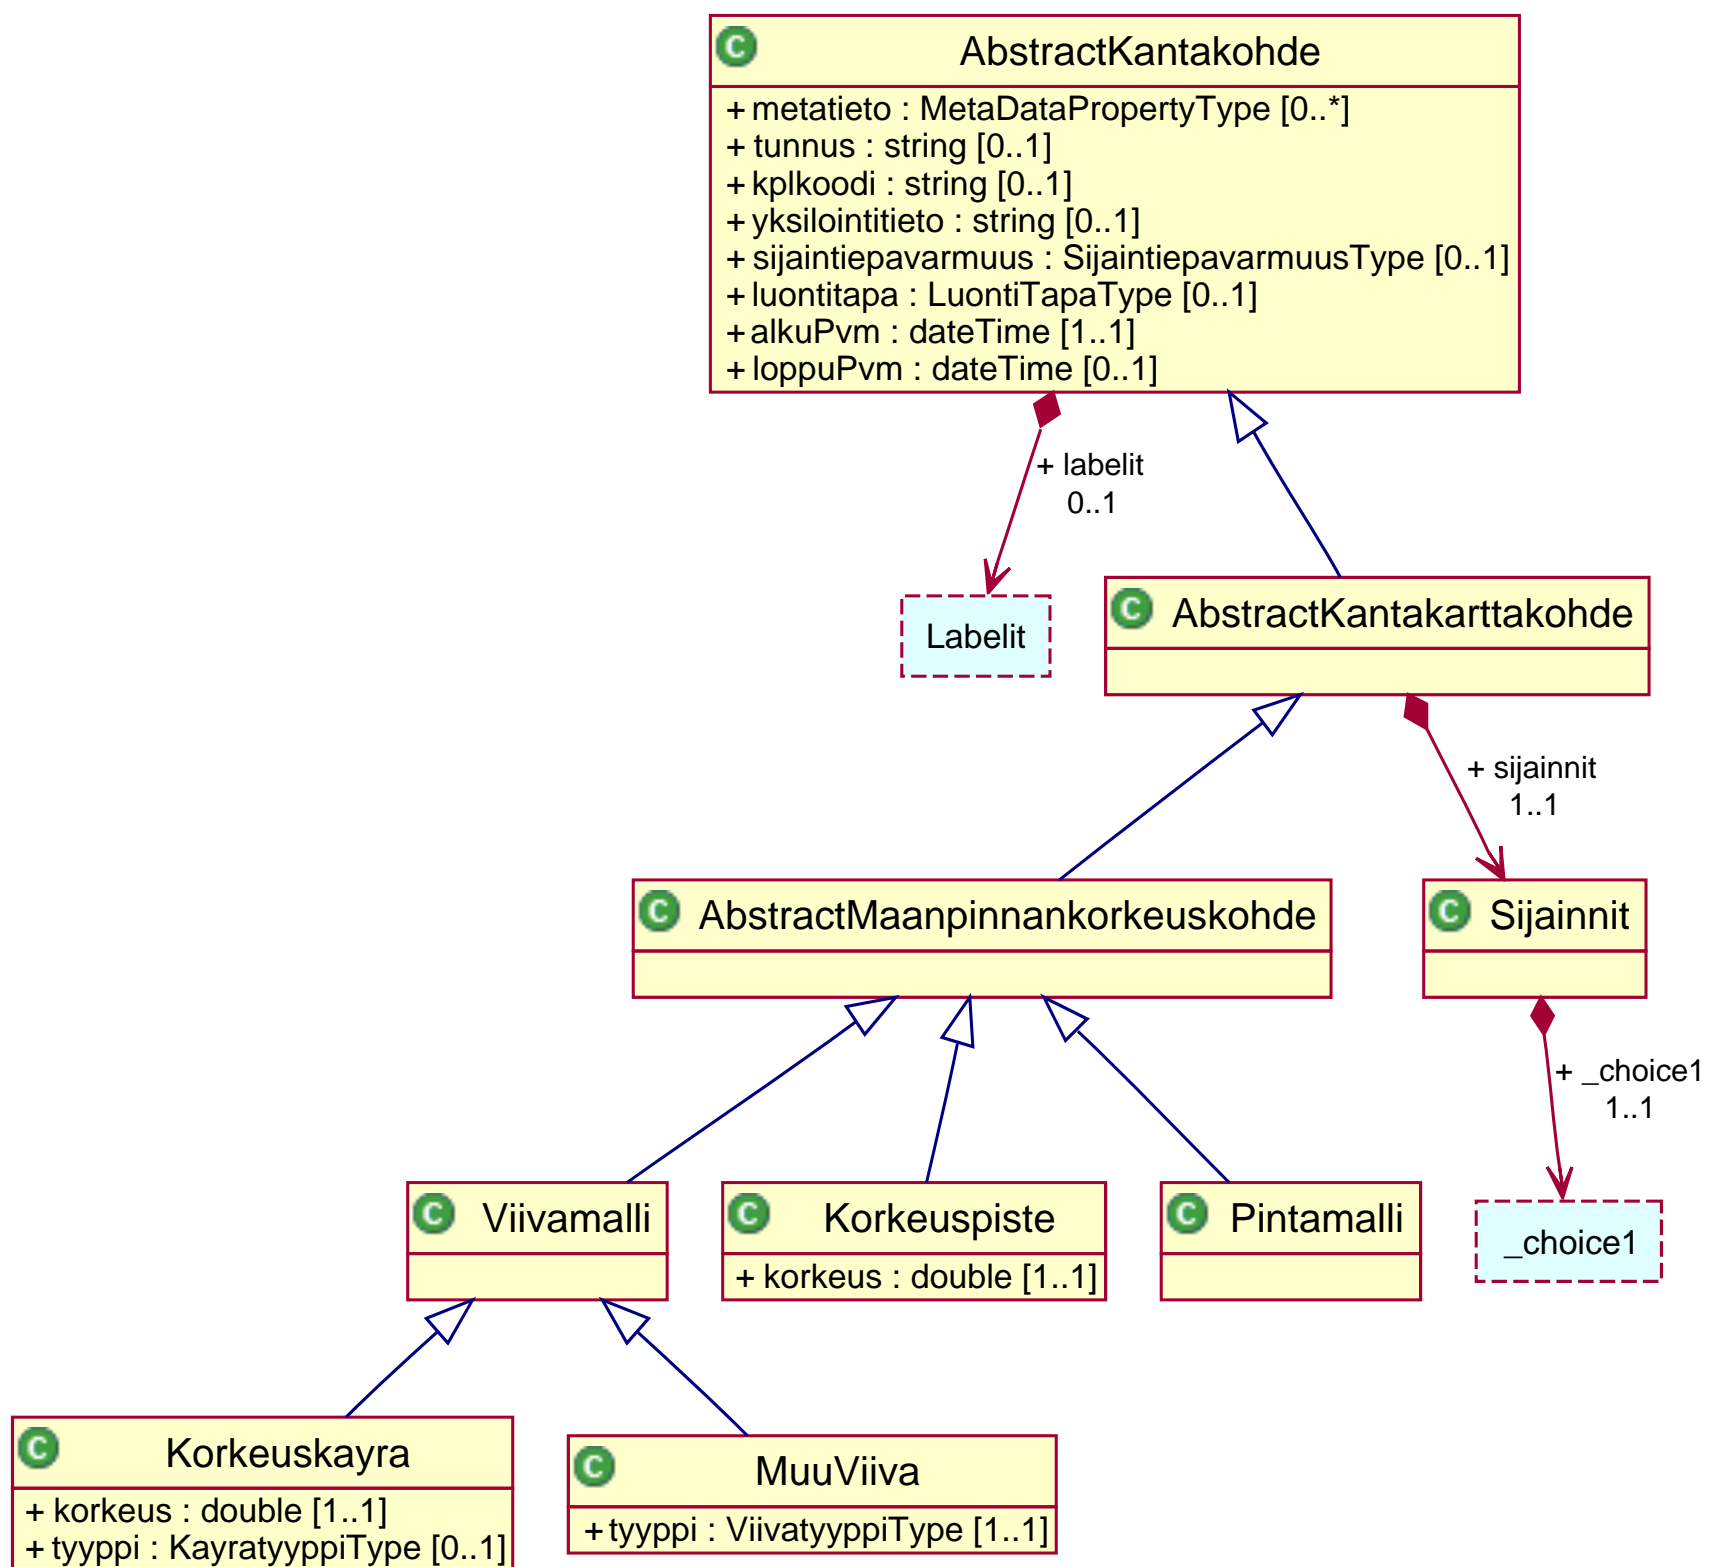 C AbstractKantakohde
+ metatieto : MetaDataPropertyType [0..*]
+ tunnus : string [0..1]
+ kplkoodi : string [0..1]
+ yksilointitieto : string [0..1]
+ sijaintiepavarmuus : SijaintiepavarmuusType [0..1]
+ luontitapa : LuontiTapaType [0..1]
+ alkuPvm : dateTime [1..1]
+ loppuPvm : dateTime [0..1]
+ labelit
0..1
Labelit
C AbstractKantakarttakohde
+ sijainnit
1..1
C AbstractMaanpinnankorkeuskohde
C Sijainnit
+ _choice1
1..1
C Viivamalli
C Korkeuspiste
+ korkeus : double [1..1]
C Pintamalli
_choice1
C Korkeuskayra
+ korkeus : double [1..1]
+ tyyppi : KayratyyppiType [0..1]
C MuuViiva
+ tyyppi : ViivatyyppiType [1..1]